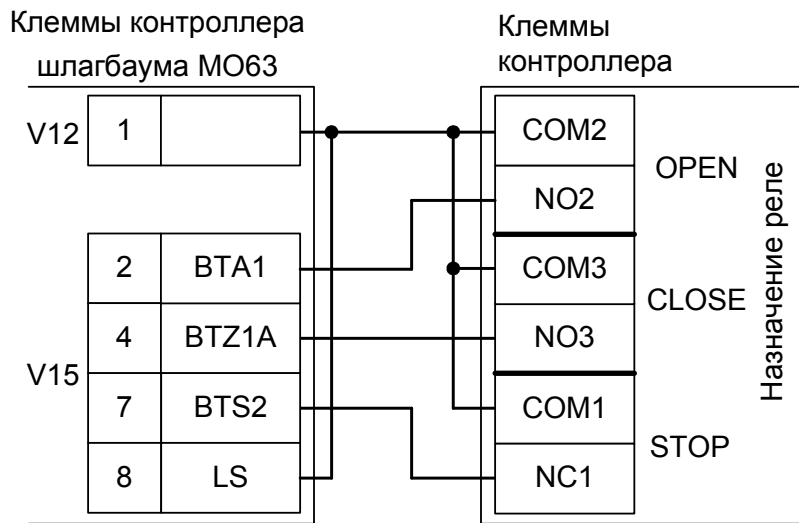 Клеммы контроллера
шлагбаума МО63
Клеммы
контроллера
V12
1
COM2
OPEN
NO2
2
BTA1
COM3
CLOSE
4
BTZ1A
NO3
V15
7
BTS2
COM1
STOP
8
LS
NC1
Назначение реле